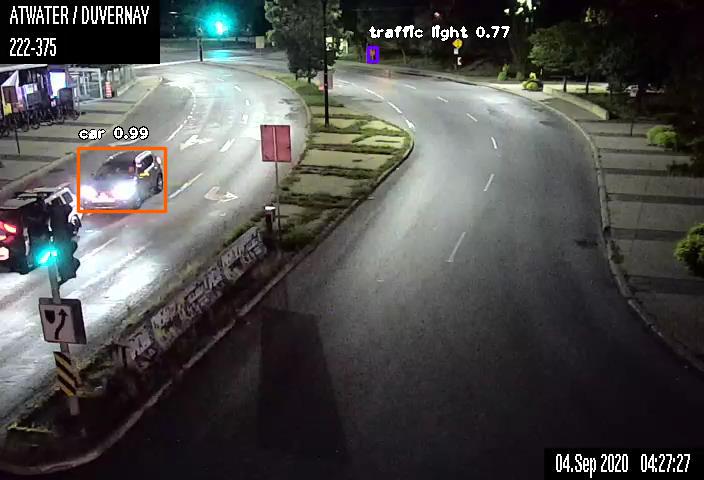 ATWATER / DUVERNAY
222-375
traffic light 0.77
car 0.99
04.Sep 2020 04:27:27